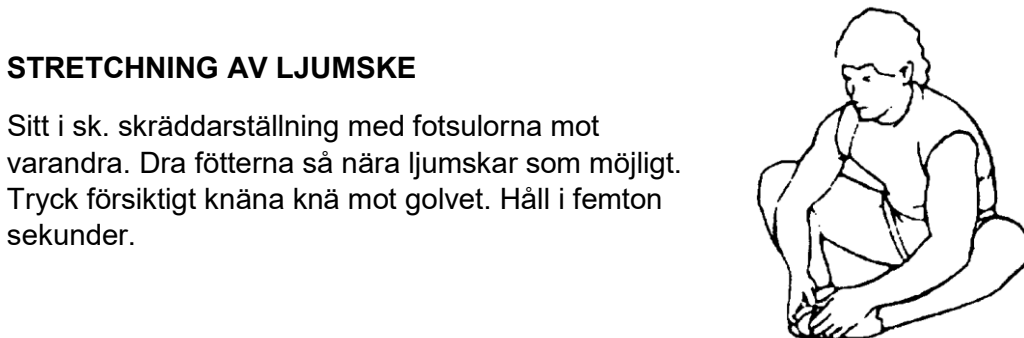 STRETCHNING AV LJUMSKE
Sitt i sk. skräddarställning med fotsulorna mot
varandra. Dra fötterna så nära ljumskar som möjligt.
Tryck försiktigt knäna knä mot golvet. Håll i femton
sekunder.